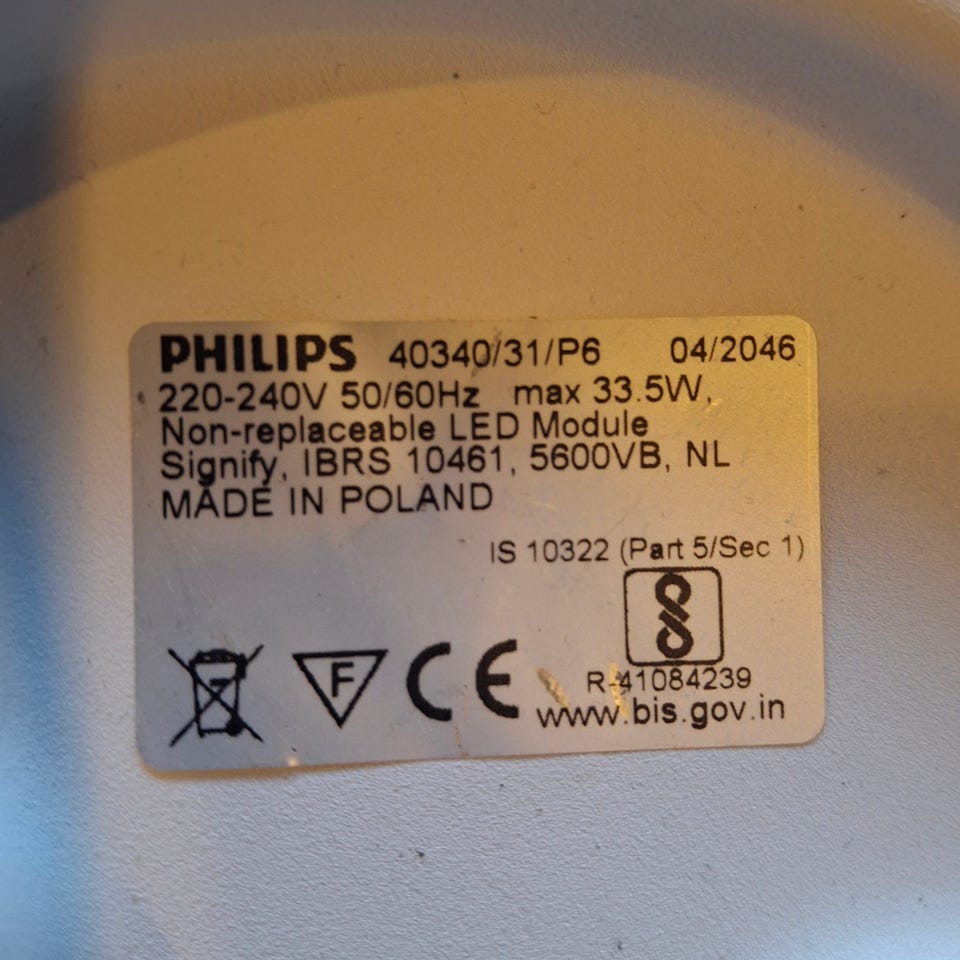 PHILIPS 40340/31/P6 04/2046
220-240V 50/60Hz max 33.5W,
Non-replaceable LED Module
Signify, IBRS 10461, 5600VB, NL
MADE IN POLAND
IS 10322 (Part 5/Sec 1)
F
CE
R-41084239
www.bis.gov.in